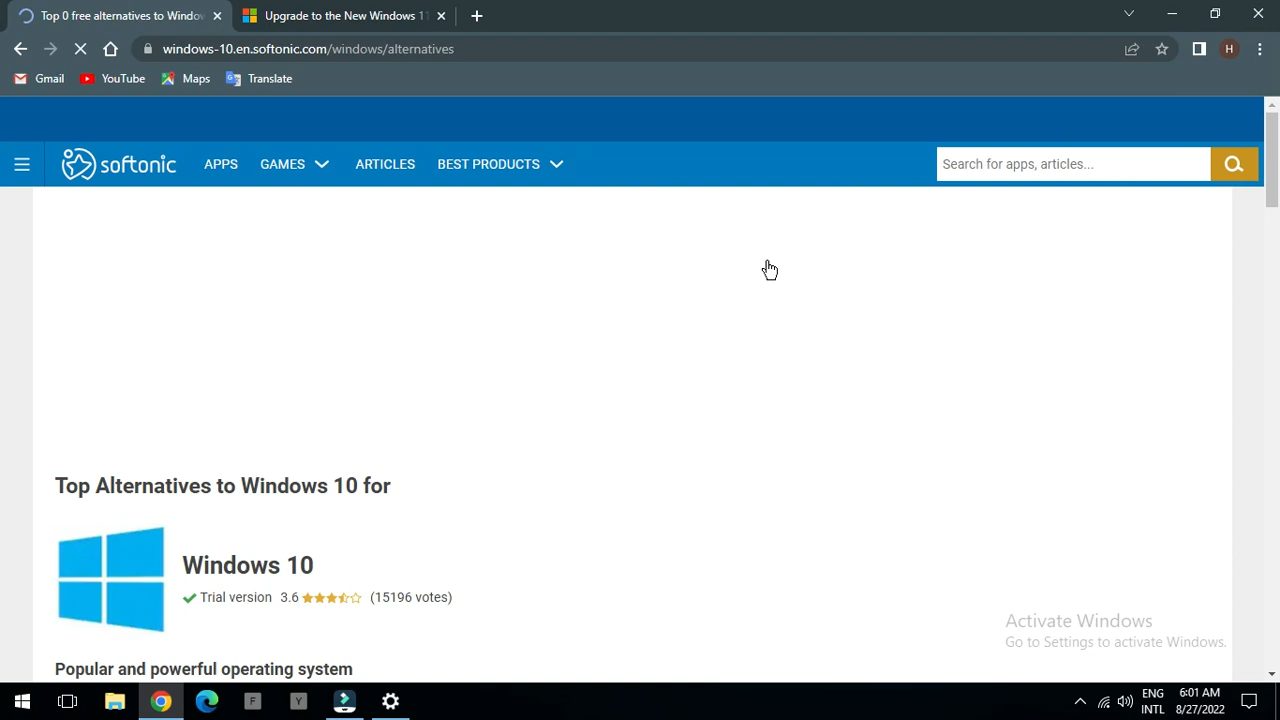 Top 0 free alternatives to Windov
Upgrade to the New Windows 11
windows-10.en.softonic.com/windows/alternatives
H
Gmail
YouTube
Maps
Translate
softonic
APPS
GAMES
ARTICLES
BEST PRODUCTS
Search for apps, articles...
Top Alternatives to Windows 10 for
Windows 10
Trial version 3.6 (15196 votes)
Activate Windows
Go to Settings to activate Windows.
Popular and powerful operating system
F
Y
ENG
INTL
6:01 AM
8/27/2022